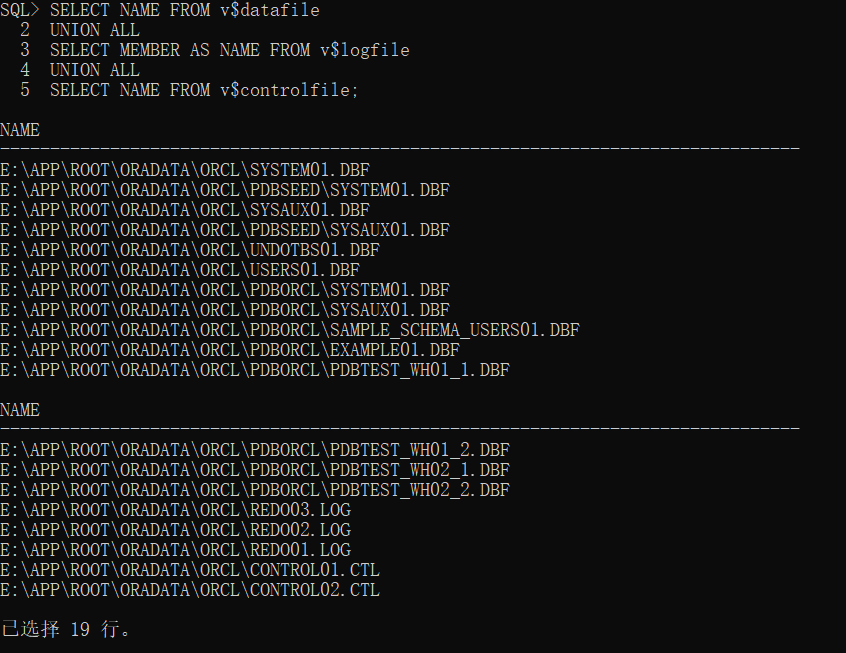 SQL> SELECT NAME FROM v$datafile
2 UNION ALL
3 SELECT MEMBER AS NAME FROM v$logfile
4 UNION ALL
5 SELECT NAME FROM v$controlfile;
NAME
--------------------------------------------------------------------------------
E:\APP\ROOT\ORADATA\ORCL\SYSTEM01.DBF
E:\APP\ROOT\ORADATA\ORCL\PDBSEED\SYSTEM01.DBF
E:\APP\ROOT\ORADATA\ORCL\SYSAUX01.DBF
E:\APP\ROOT\ORADATA\ORCL\PDBSEED\SYSAUX01.DBF
E:\APP\ROOT\ORADATA\ORCL\UNDOTBS01.DBF
E:\APP\ROOT\ORADATA\ORCL\USERS01.DBF
E:\APP\ROOT\ORADATA\ORCL\PDBORCL\SYSTEM01.DBF
E:\APP\ROOT\ORADATA\ORCL\PDBORCL\SYSAUX01.DBF
E:\APP\ROOT\ORADATA\ORCL\PDBORCL\SAMPLE_SCHEMA_USERS01.DBF
E:\APP\ROOT\ORADATA\ORCL\PDBORCL\EXAMPLE01.DBF
E:\APP\ROOT\ORADATA\ORCL\PDBORCL\PDBTEST_WH01_1.DBF
NAME
--------------------------------------------------------------------------------
E:\APP\ROOT\ORADATA\ORCL\PDBORCL\PDBTEST_WH01_2.DBF
E:\APP\ROOT\ORADATA\ORCL\PDBORCL\PDBTEST_WH02_1.DBF
E:\APP\ROOT\ORADATA\ORCL\PDBORCL\PDBTEST_WH02_2.DBF
E:\APP\ROOT\ORADATA\ORCL\REDO03.LOG
E:\APP\ROOT\ORADATA\ORCL\REDO02.LOG
E:\APP\ROOT\ORADATA\ORCL\REDO01.LOG
E:\APP\ROOT\ORADATA\ORCL\CONTROL01.CTL
E:\APP\ROOT\ORADATA\ORCL\CONTROL02.CTL
已选择 19 行。